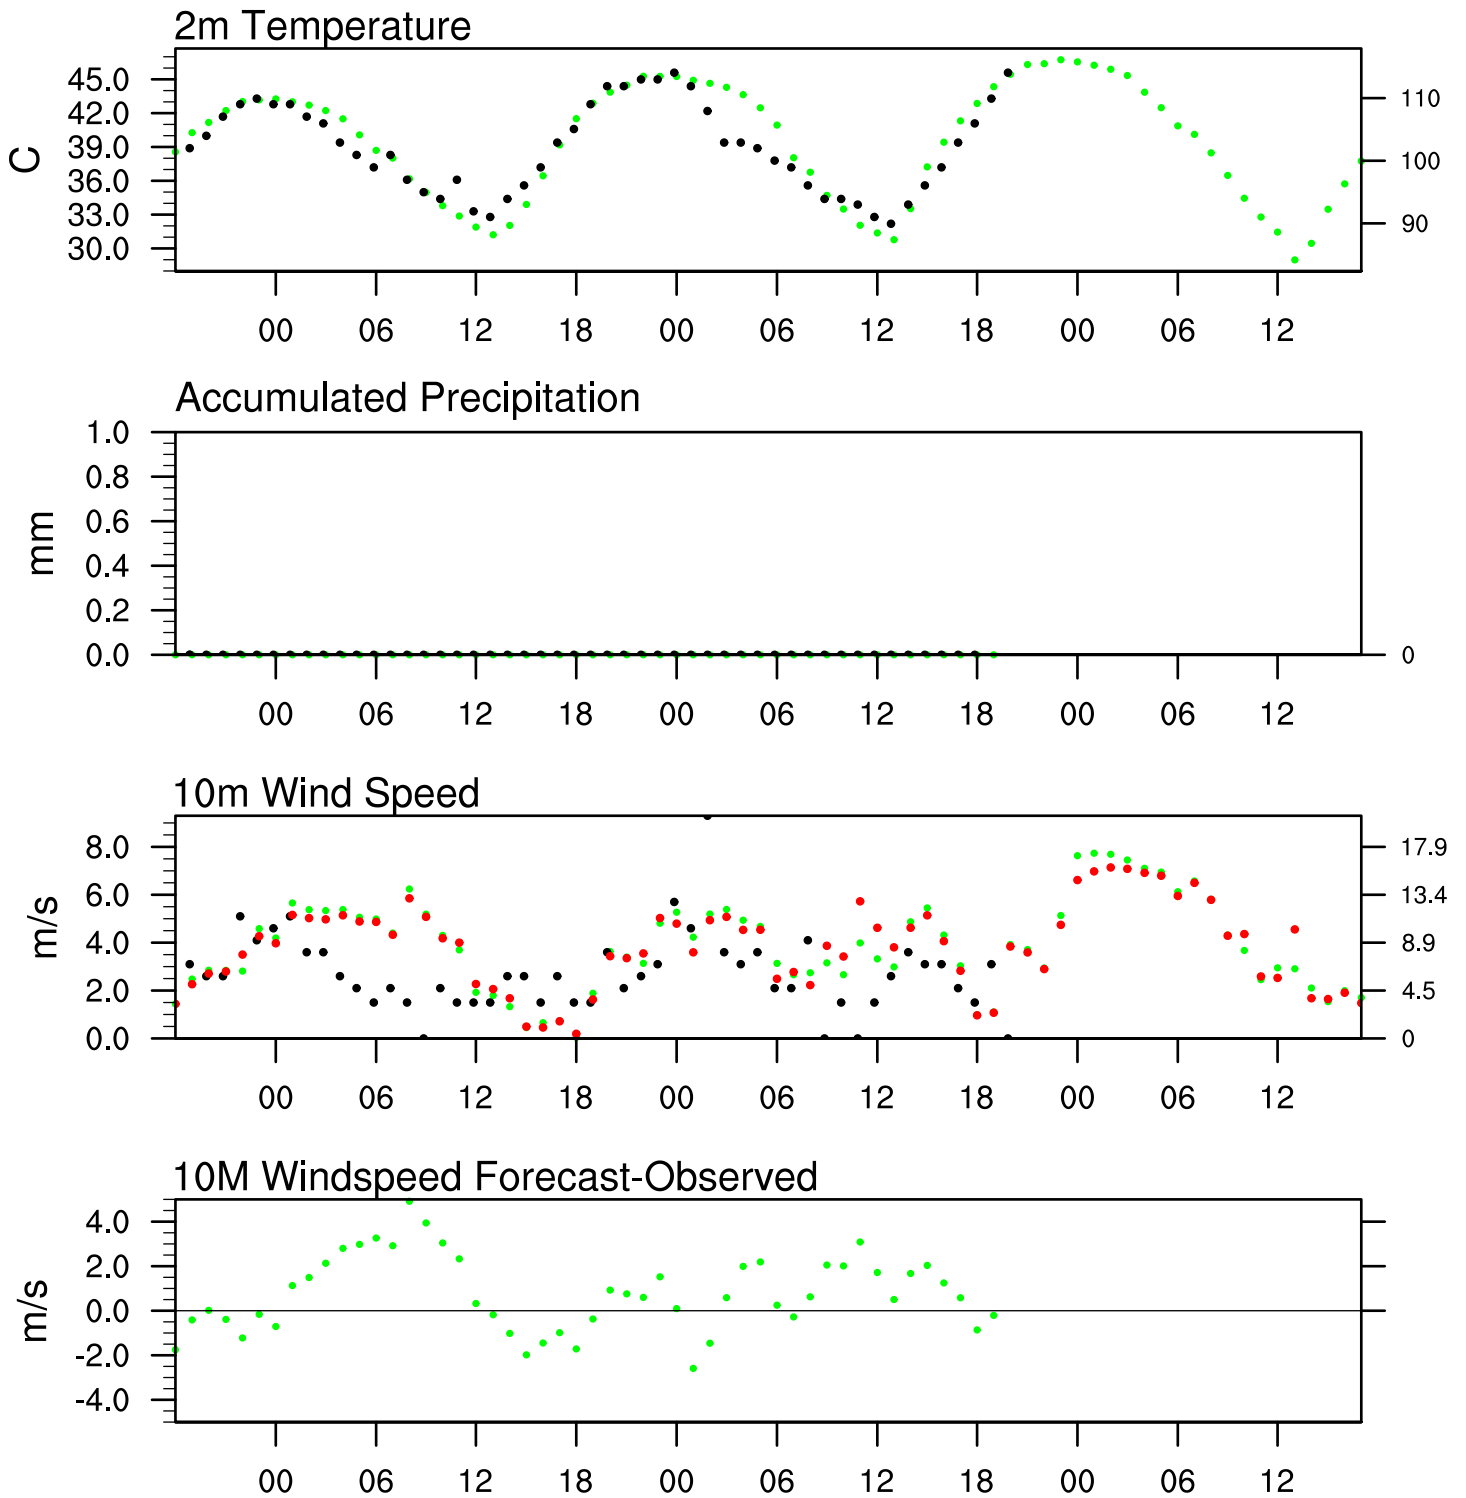 2m Temperature
C
45.0
42.0
39.0
36.0
33.0
30.0
110
100
90
00 06 12 18 00 06 12 18 00 06 12
Accumulated Precipitation
mm
1.0
0.8
0.6
0.4
0.2
0.0
0
00 06 12 18 00 06 12 18 00 06 12
10m Wind Speed
m/s
8.0
6.0
4.0
2.0
0.0
17.9
13.4
8.9
4.5
0
00 06 12 18 00 06 12 18 00 06 12
10M Windspeed Forecast-Observed
m/s
4.0
2.0
0.0
-2.0
-4.0
00 06 12 18 00 06 12 18 00 06 12